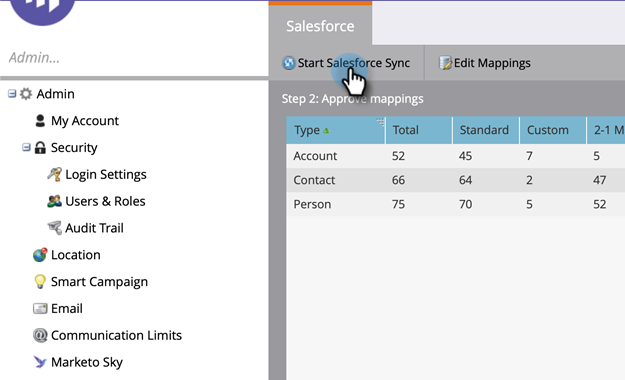 Salesforce
Admin...
Start Salesforce Sync Edit Mappings
Step 2: Approve mappings
Admin
My Account
Security
Login Settings
Users & Roles
Audit Trail
Location
Smart Campaign
Email
Communication Limits
Marketo Sky
Type Total Standard Custom 2-1 M
Account 52 45 7 5
Contact 66 64 2 47
Person 75 70 5 52